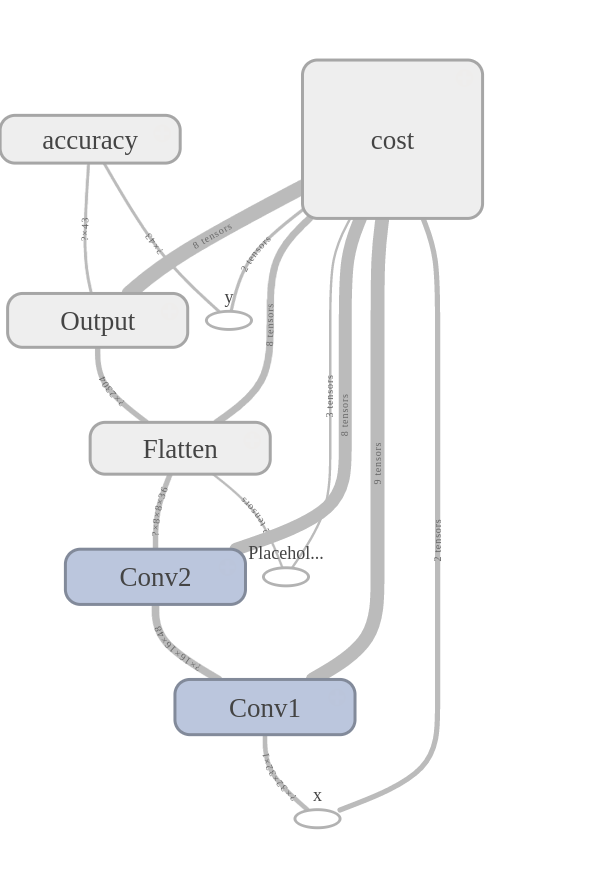 cost
accuracy
?×43
?×43
8 tensors
2 tensors
y
Output
8 tensors
?×2304
3 tensors
8 tensors
Flatten
9 tensors
?×8×8×36
2 tensors
2 tensors
Placehol...
Conv2
?×16×16×48
Conv1
?×32×32×1
x